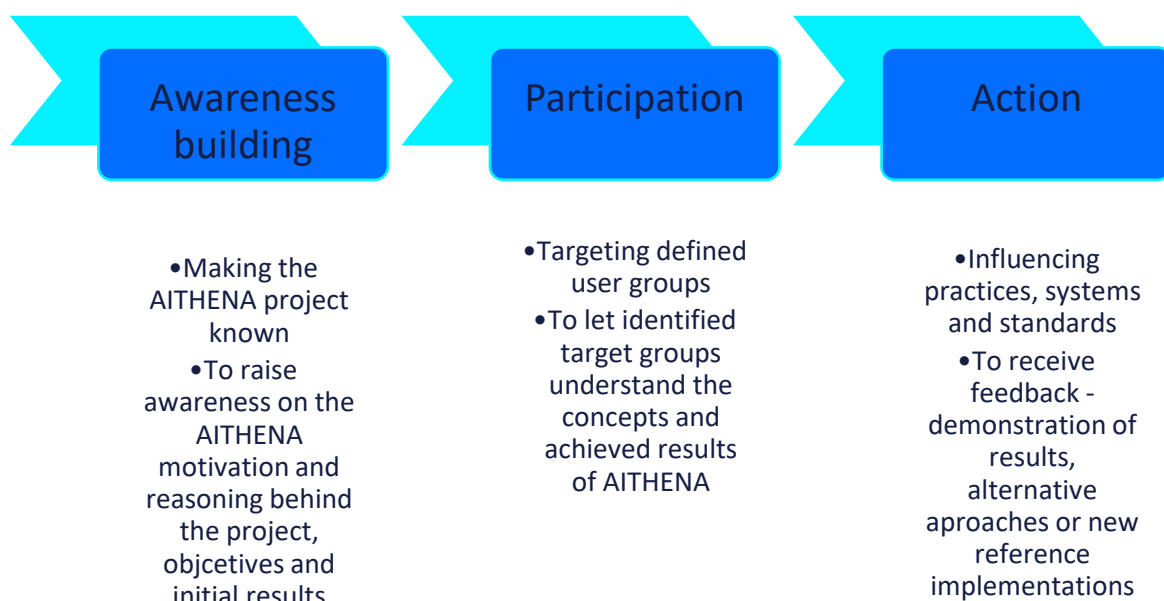 Awareness
building
•Making the
AITHENA project
known
•To raise
awareness on the
AITHENA
motivation and
reasoning behind
the project,
objcetives and
initial results
Participation
•Targeting defined
user groups
•To let identified
target groups
understand the
concepts and
achieved results
of AITHENA
Action
•Influencing
practices, systems
and standards
•To receive
feedback -
demonstration of
results,
alternative
aproaches or new
reference
implementations